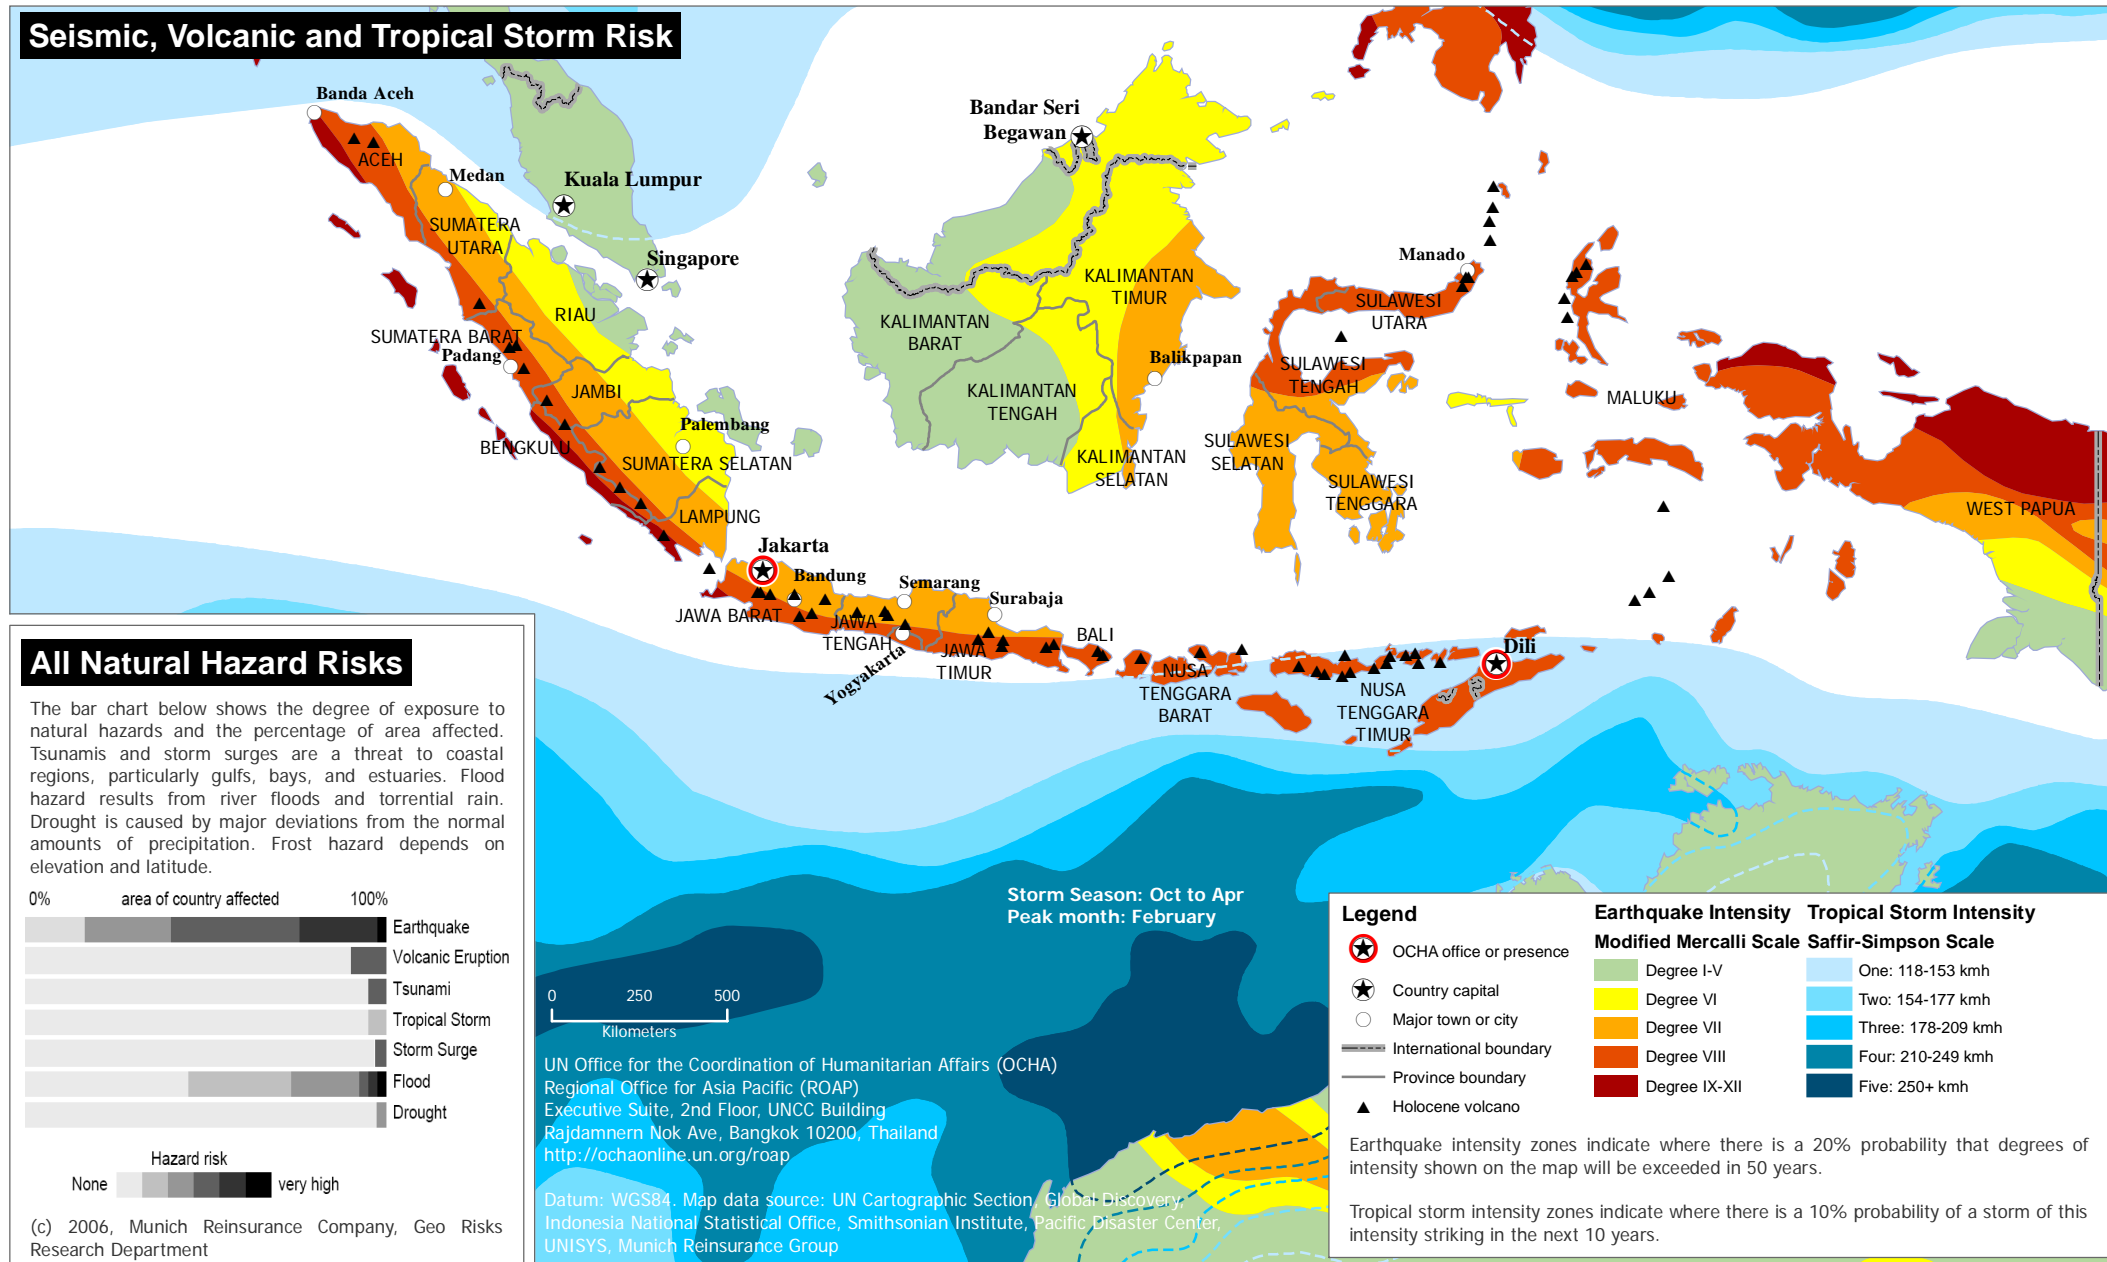 Seismic, Volcanic and Tropical Storm Risk
Banda Aceh
ACEH
Medan
SUMATERA
UTARA
Kuala Lumpur
Singapore
RIAU
SUMATERA BARAT
Padang
JAMBI
BENGKULU
Palembang
SUMATERA SELATAN
LAMPUNG
Bandar Seri
Begawan
KALIMANTAN
TIMUR
KALIMANTAN
BARAT
KALIMANTAN
TENGAH
Balikpapan
KALIMANTAN
SELATAN
Manado
SULAWESI
UTARA
SULAWESI
TENGAH
SULAWESI
SELATAN
SULAWESI
TENGGARA
MALUKU
WEST PAPUA
Jakarta
Bandung
Semarang
Surabaja
JAWA BARAT
JAWA
TENGAH
Yogyakarta
JAWA
TIMUR
BALI
NUSA
TENGGARA
BARAT
NUSA
TENGGARA
TIMUR
Dili
All Natural Hazard Risks
The bar chart below shows the degree of exposure to
natural hazards and the percentage of area affected.
Tsunamis and storm surges are a threat to coastal
regions, particularly gulfs, bays, and estuaries. Flood
hazard results from river floods and torrential rain.
Drought is caused by major deviations from the normal
amounts of precipitation. Frost hazard depends on
elevation and latitude.
0% area of country affected 100%
Earthquake
Volcanic Eruption
Tsunami
Tropical Storm
Storm Surge
Flood
Drought
Hazard risk
None very high
(c) 2006, Munich Reinsurance Company, Geo Risks
Research Department
Storm Season: Oct to Apr
Peak month: February
0 250 500
Kilometers
UN Office for the Coordination of Humanitarian Affairs (OCHA)
Regional Office for Asia Pacific (ROAP)
Executive Suite, 2nd Floor, UNCC Building
Rajdamnern Nok Ave, Bangkok 10200, Thailand
http://ochaonline.un.org/roap
Datum: WGS84. Map data source: UN Cartographic Section, Global Discovery,
Indonesia National Statistical Office, Smithsonian Institute, Pacific Disaster Center,
UNISYS, Munich Reinsurance Group
Legend
OCHA office or presence
Country capital
Major town or city
International boundary
Province boundary
Holocene volcano
Earthquake Intensity
Modified Mercalli Scale
Degree I-V
Degree VI
Degree VII
Degree VIII
Degree IX-XII
Tropical Storm Intensity
Saffir-Simpson Scale
One: 118-153 kmh
Two: 154-177 kmh
Three: 178-209 kmh
Four: 210-249 kmh
Five: 250+ kmh
Earthquake intensity zones indicate where there is a 20% probability that degrees of
intensity shown on the map will be exceeded in 50 years.
Tropical storm intensity zones indicate where there is a 10% probability of a storm of this
intensity striking in the next 10 years.